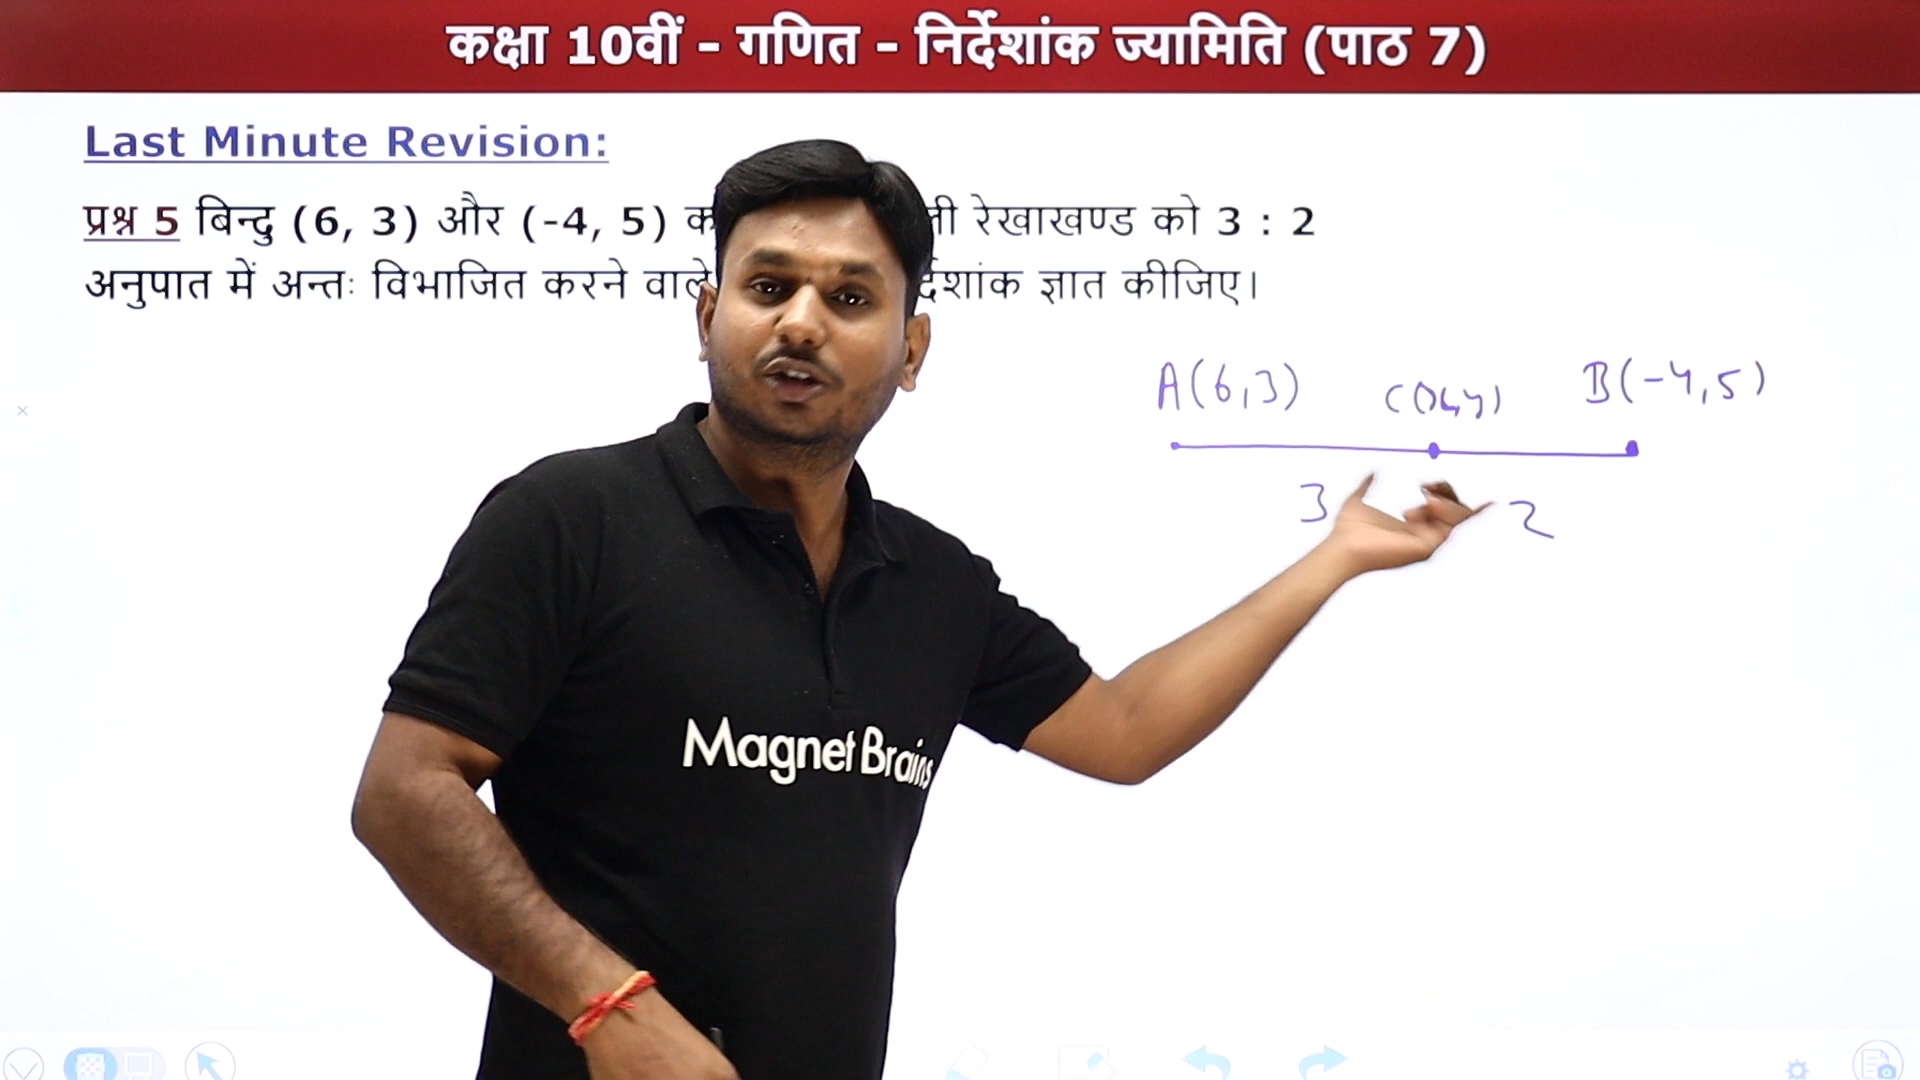 कक्षा 10वीं - गणित - निर्देशांक ज्यामिति (पाठ 7)
Last Minute Revision:
प्रश्न 5 बिन्दु (6, 3) और (-4, 5) रेखाखण्ड को 3 : 2
अनुपात में अन्तः विभाजित करने वाले ज्ञात कीजिए।
A(6,3) C(x,y) B(-4,5)
3 2
Magnet Brains